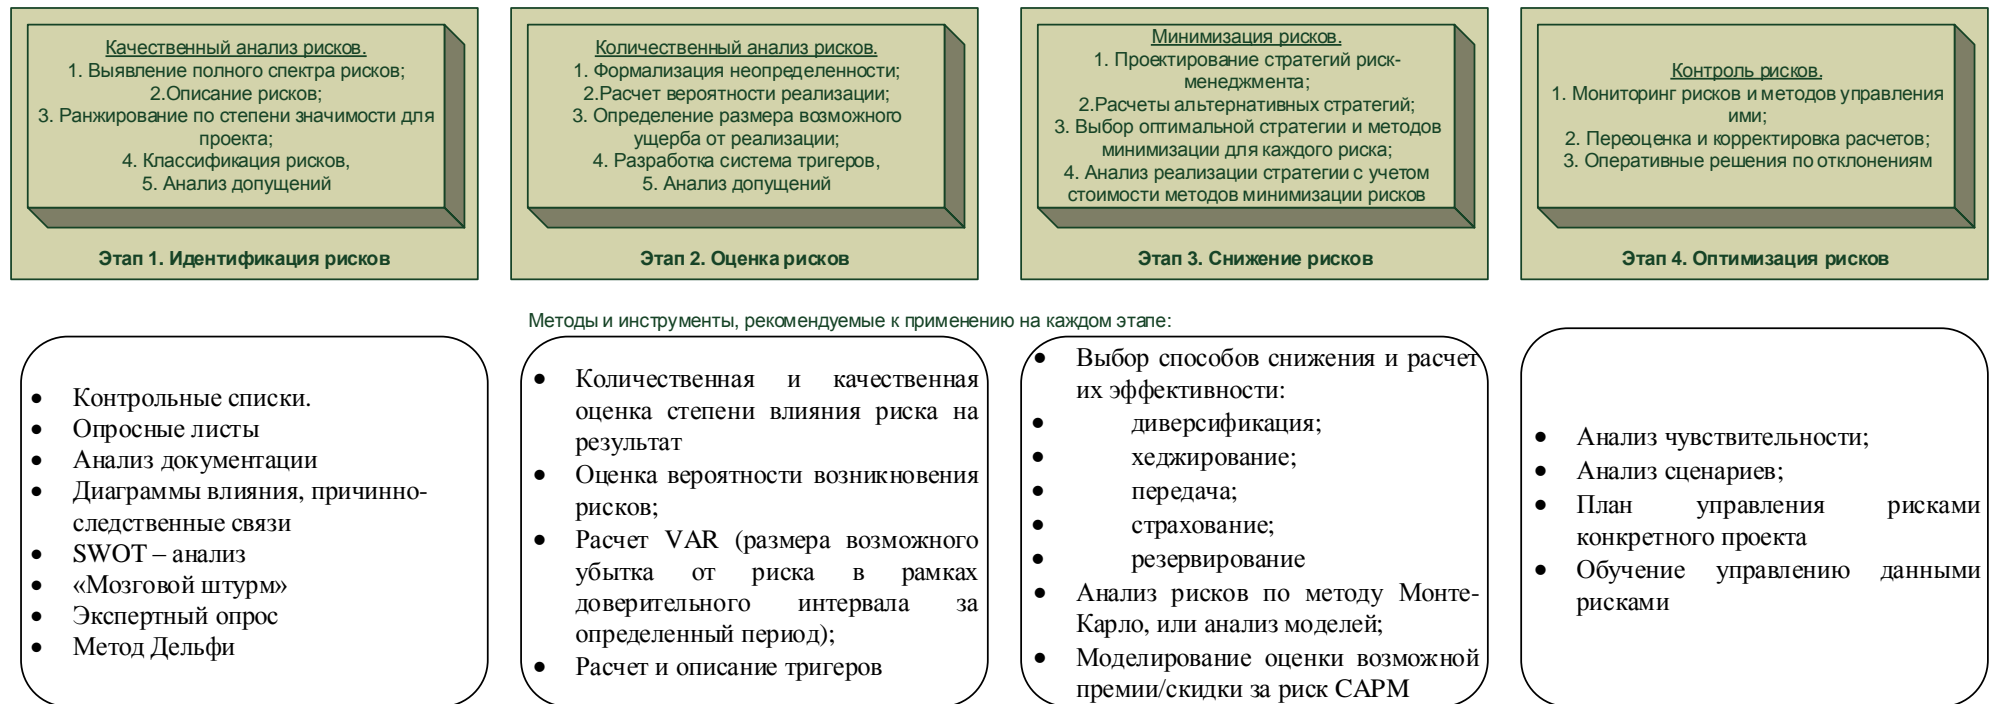 Качественный анализ рисков.
1. Выявление полного спектра рисков;
2.Описание рисков;
3. Ранжирование по степени значимости для
проекта;
4. Классификация рисков,
5. Анализ допущений
Этап 1. Идентификация рисков
Количественный анализ рисков.
1. Формализация неопределенности;
2.Расчет вероятности реализации;
3. Определение размера возможного
ущерба от реализации;
4. Разработка система тригеров,
5. Анализ допущений
Этап 2. Оценка рисков
Минимизация рисков.
1. Проектирование стратегий риск-
менеджмента;
2.Расчеты альтернативных стратегий;
3. Выбор оптимальной стратегии и методов
минимизации для каждого риска;
4. Анализ реализации стратегии с учетом
стоимости методов минимизации рисков
Этап 3. Снижение рисков
Контроль рисков.
1. Мониторинг рисков и методов управления
ими;
2. Переоценка и корректировка расчетов;
3. Оперативные решения по отклонениям
Этап 4. Оптимизация рисков
Методы и инструменты, рекомендуемые к применению на каждом этапе:
• Контрольные списки.
• Опросные листы
• Анализ документации
• Диаграммы влияния, причинно-
следственные связи
• SWOT – анализ
• «Мозговой штурм»
• Экспертный опрос
• Метод Дельфи
• Количественная и качественная
оценка степени влияния риска на
результат
• Оценка вероятности возникновения
рисков;
• Расчет VAR (размера возможного
убытка от риска в рамках
доверительного интервала за
определенный период);
• Расчет и описание тригеров
• Выбор способов снижения и расчет
их эффективности:
• диверсификация;
• хеджирование;
• передача;
• страхование;
• резервирование
• Анализ рисков по методу Монте-
Карло, или анализ моделей;
• Моделирование оценки возможной
премии/скидки за риск CAPM
• Анализ чувствительности;
• Анализ сценариев;
• План управления рисками
конкретного проекта
• Обучение управлению данными
рисками